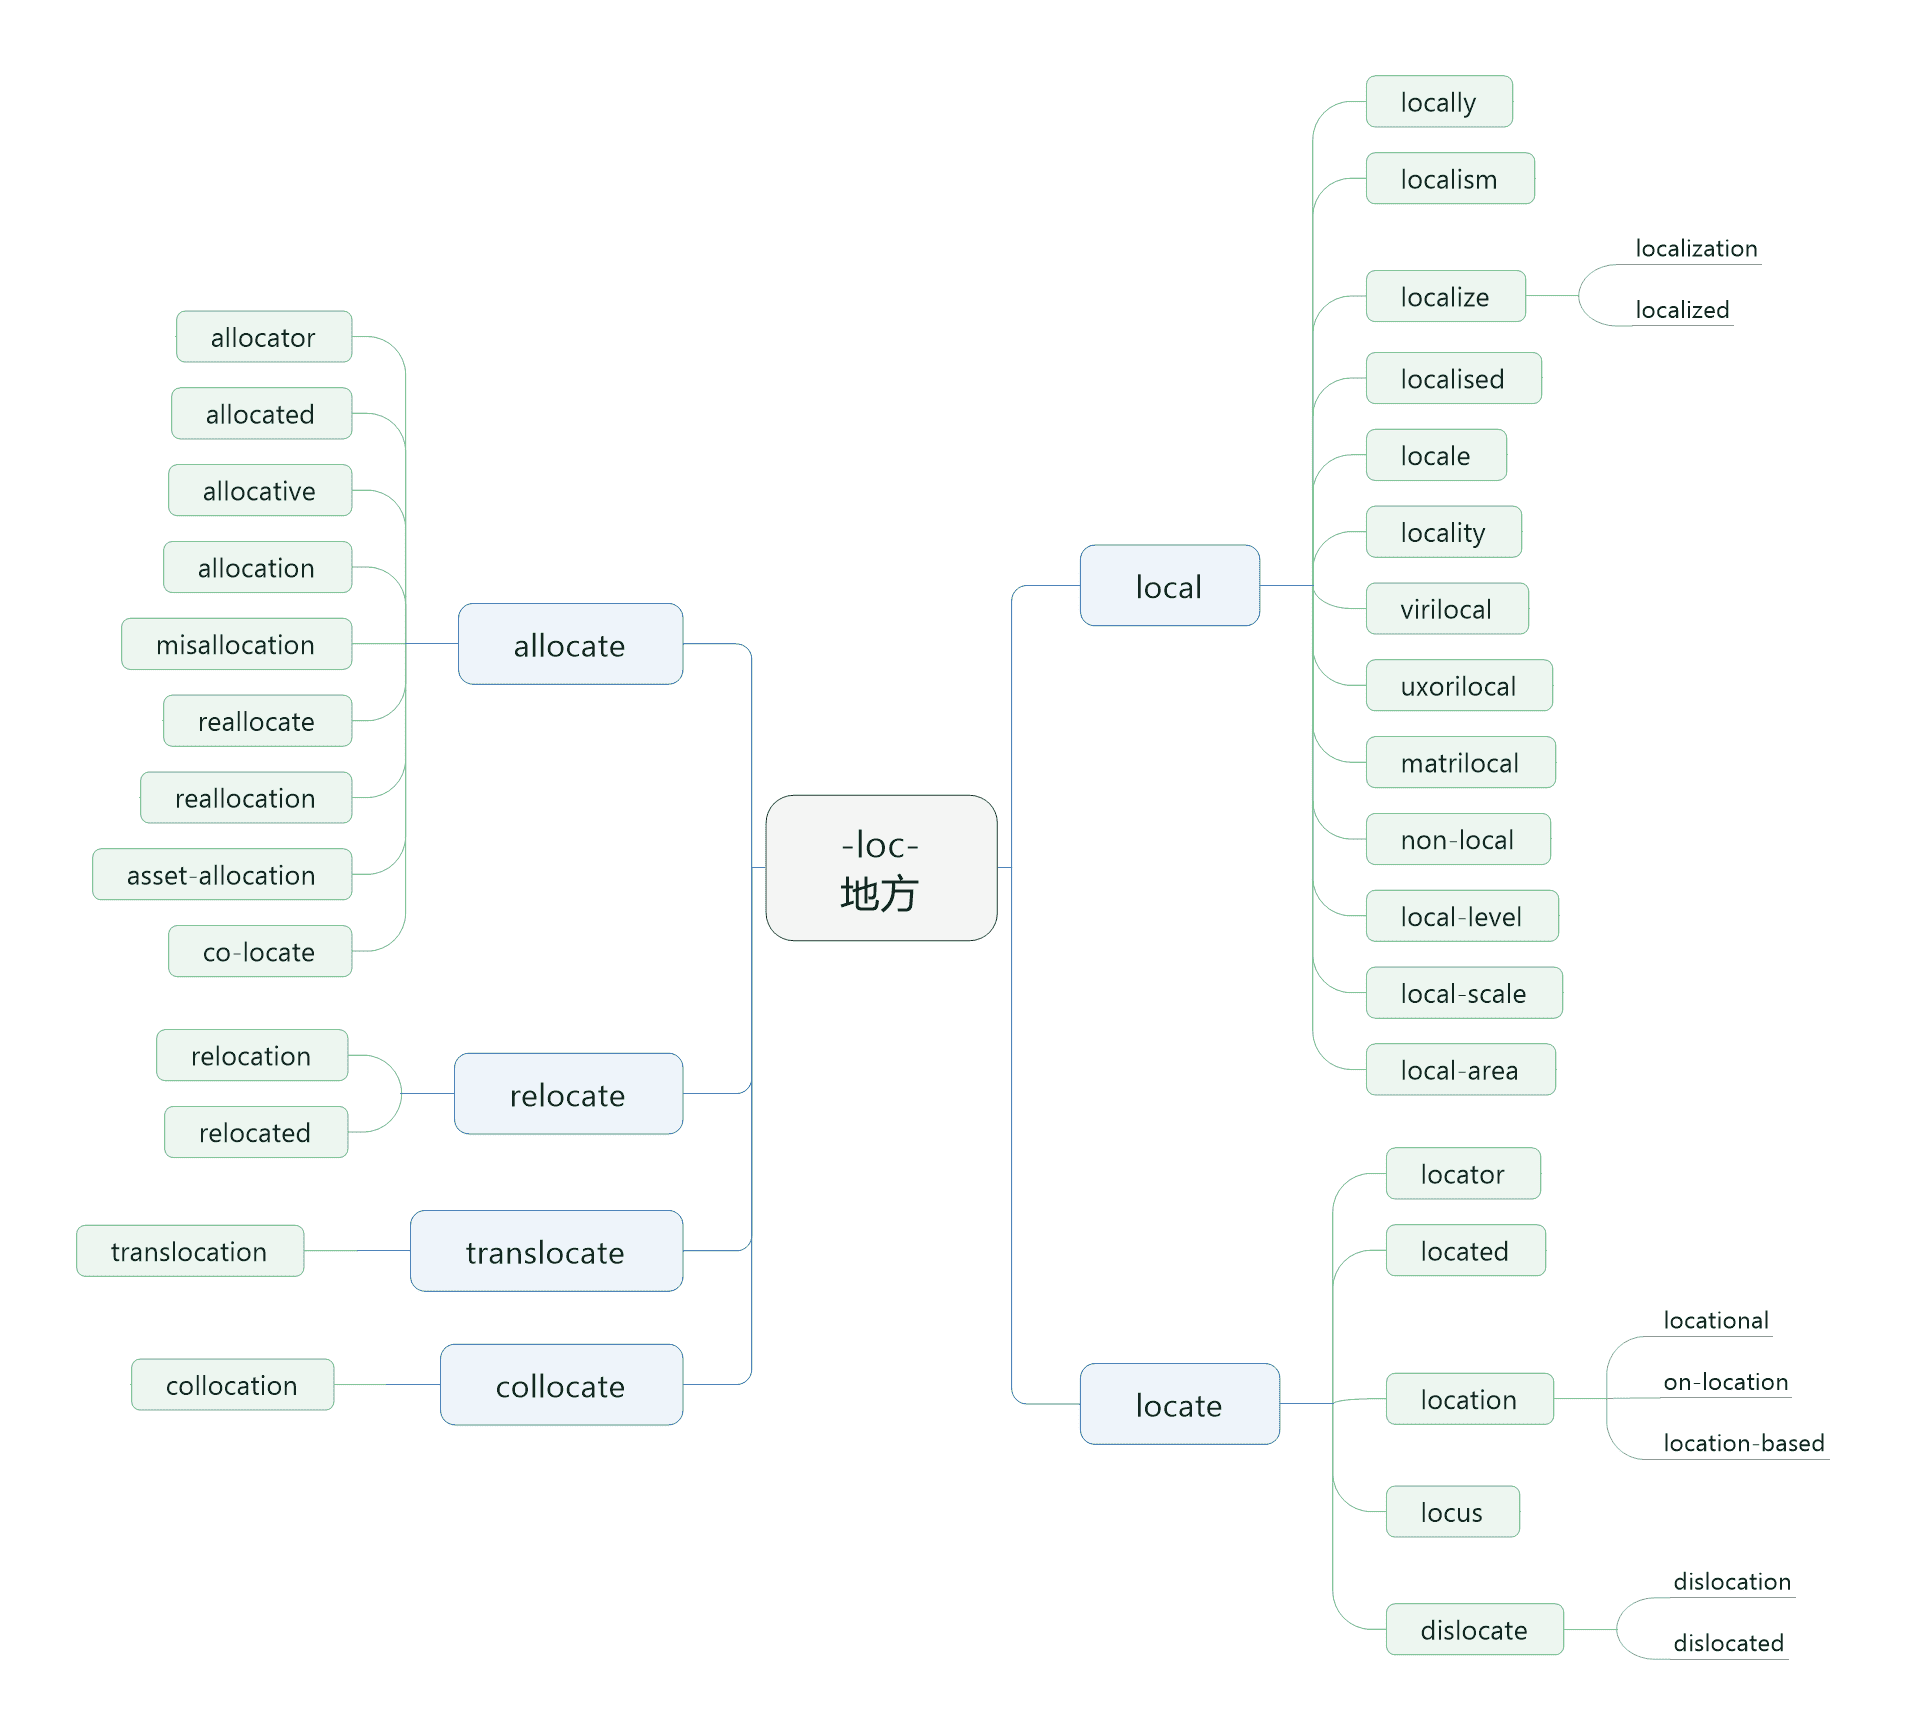 -loc-
地方
local
locally
localism
localize
localization
localized
localised
locale
locality
virilocal
uxorilocal
matrilocal
non-local
local-level
local-scale
local-area
locate
locator
located
location
locational
on-location
location-based
locus
dislocate
dislocation
dislocated
allocate
allocator
allocated
allocative
allocation
misallocation
reallocate
reallocation
asset-allocation
co-locate
relocate
relocation
relocated
translocate
translocation
collocate
collocation